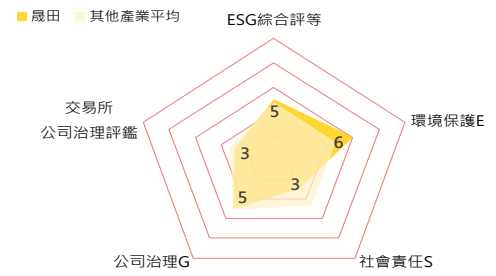 晟田 其他產業平均
ESG綜合評等
環境保護E
社會責任S
公司治理G
交易所
公司治理評鑑
5
6
3
5
3